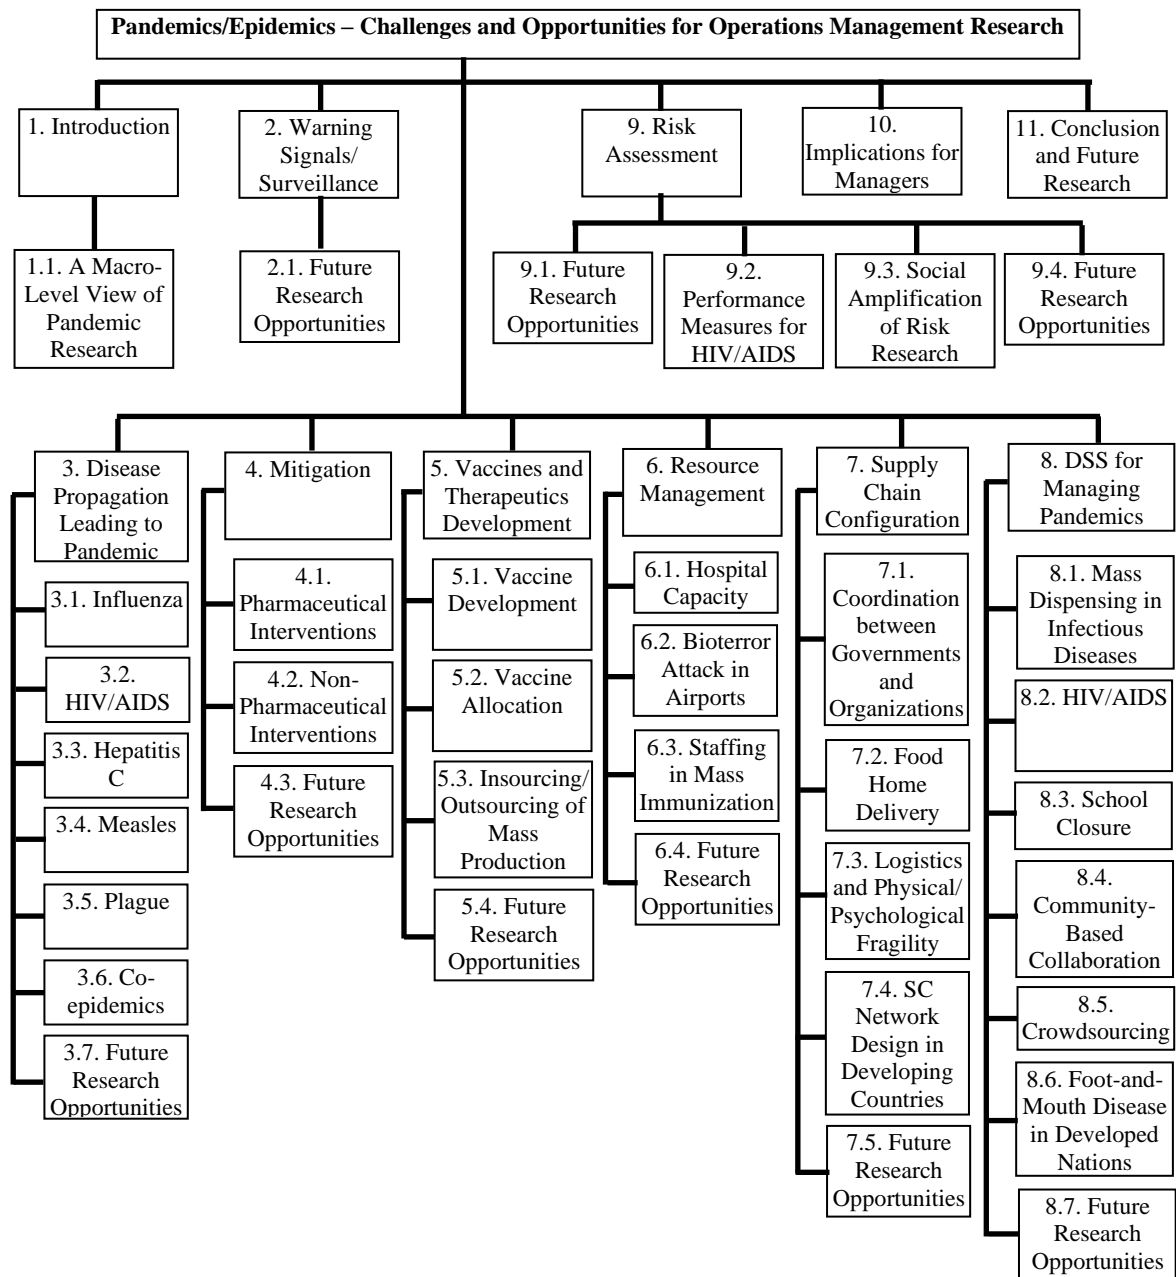 Pandemics/Epidemics – Challenges and Opportunities for Operations Management Research
1. Introduction
2. Warning
Signals/
Surveillance
9. Risk
Assessment
10.
Implications for
Managers
11. Conclusion
and Future
Research
1.1. A Macro-
Level View of
Pandemic
Research
2.1. Future
Research
Opportunities
9.1. Future
Research
Opportunities
9.2.
Performance
Measures for
HIV/AIDS
9.3. Social
Amplification
of Risk
Research
9.4. Future
Research
Opportunities
3. Disease
Propagation
Leading to
Pandemic
3.1. Influenza
3.2.
HIV/AIDS
3.3. Hepatitis
C
3.4. Measles
3.5. Plague
3.6. Co-
epidemics
3.7. Future
Research
Opportunities
4. Mitigation
4.1.
Pharmaceutical
Interventions
4.2. Non-
Pharmaceutical
Interventions
4.3. Future
Research
Opportunities
5. Vaccines and
Therapeutics
Development
5.1. Vaccine
Development
5.2. Vaccine
Allocation
5.3. Insourcing/
Outsourcing of
Mass
Production
5.4. Future
Research
Opportunities
6. Resource
Management
6.1. Hospital
Capacity
6.2. Bioterror
Attack in
Airports
6.3. Staffing
in Mass
Immunization
6.4. Future
Research
Opportunities
7. Supply
Chain
Configuration
7.1.
Coordination
between
Governments
and
Organizations
7.2. Food
Home
Delivery
7.3. Logistics
and Physical/
Psychological
Fragility
7.4. SC
Network
Design in
Developing
Countries
7.5. Future
Research
Opportunities
8. DSS for
Managing
Pandemics
8.1. Mass
Dispensing in
Infectious
Diseases
8.2. HIV/AIDS
8.3. School
Closure
8.4.
Community-
Based
Collaboration
8.5.
Crowdsourcing
8.6. Foot-and-
Mouth Disease
in Developed
Nations
8.7. Future
Research
Opportunities